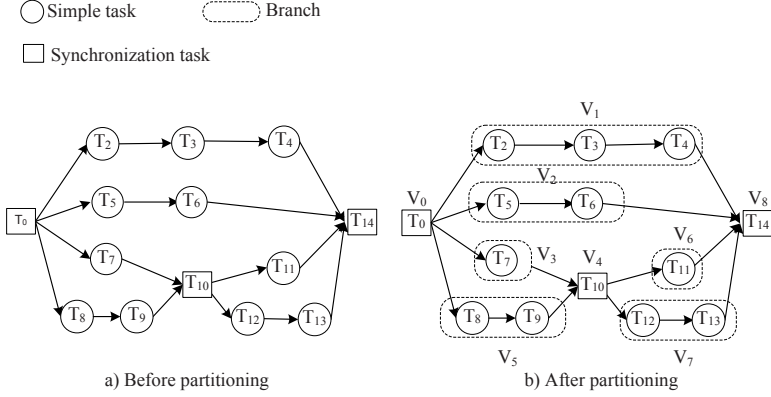 Simple task
Branch
Synchronization task
V1
T2 T3 T4
T2 T3 T4
V2
V0
V8
T5 T6
T5 T6
T0
T14
T0
T14
V6
T7
T11
T7
V3
V4
T11
T10
T10
T8 T9
T12 T13
T8 T9
T12 T13
V5
V7
a) Before partitioning
b) After partitioning